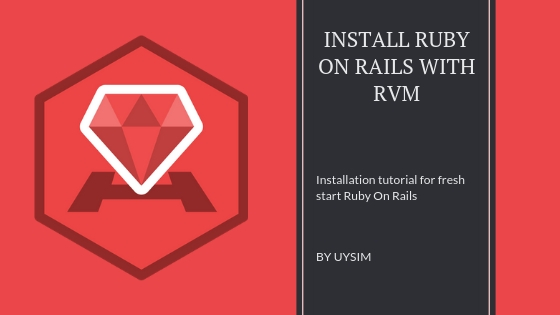 INSTALL RUBY
ON RAILS WITH
RVM
Installation tutorial for fresh
start Ruby On Rails
BY UYSIM